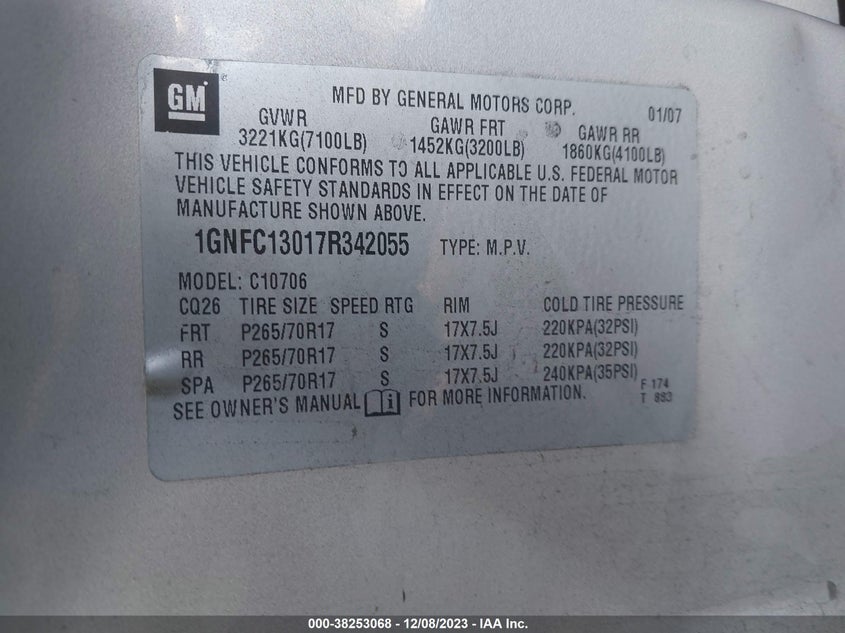 GM
MFD BY GENERAL MOTORS CORP. 01/07
GVWR GAWR FRT GAWR RR
3221KG(7100LB) 1452KG(3200LB) 1860KG(4100LB)
THIS VEHICLE CONFORMS TO ALL APPLICABLE U.S. FEDERAL MOTOR
VEHICLE SAFETY STANDARDS IN EFFECT ON THE DATE OF
MANUFACTURE SHOWN ABOVE.
1GNFC13017R342055 TYPE: M.P.V.
MODEL: C10706
CQ26 TIRE SIZE SPEED RTG RIM COLD TIRE PRESSURE
FRT P265/70R17 S 17X7.5J 220KPA(32PSI)
RR P265/70R17 S 17X7.5J 220KPA(32PSI)
SPA P265/70R17 S 17X7.5J 240KPA(35PSI)
F 174
SEE OWNER'S MANUAL FOR MORE INFORMATION. T 883
000-38253068 - 12/08/2023 - IAA Inc.